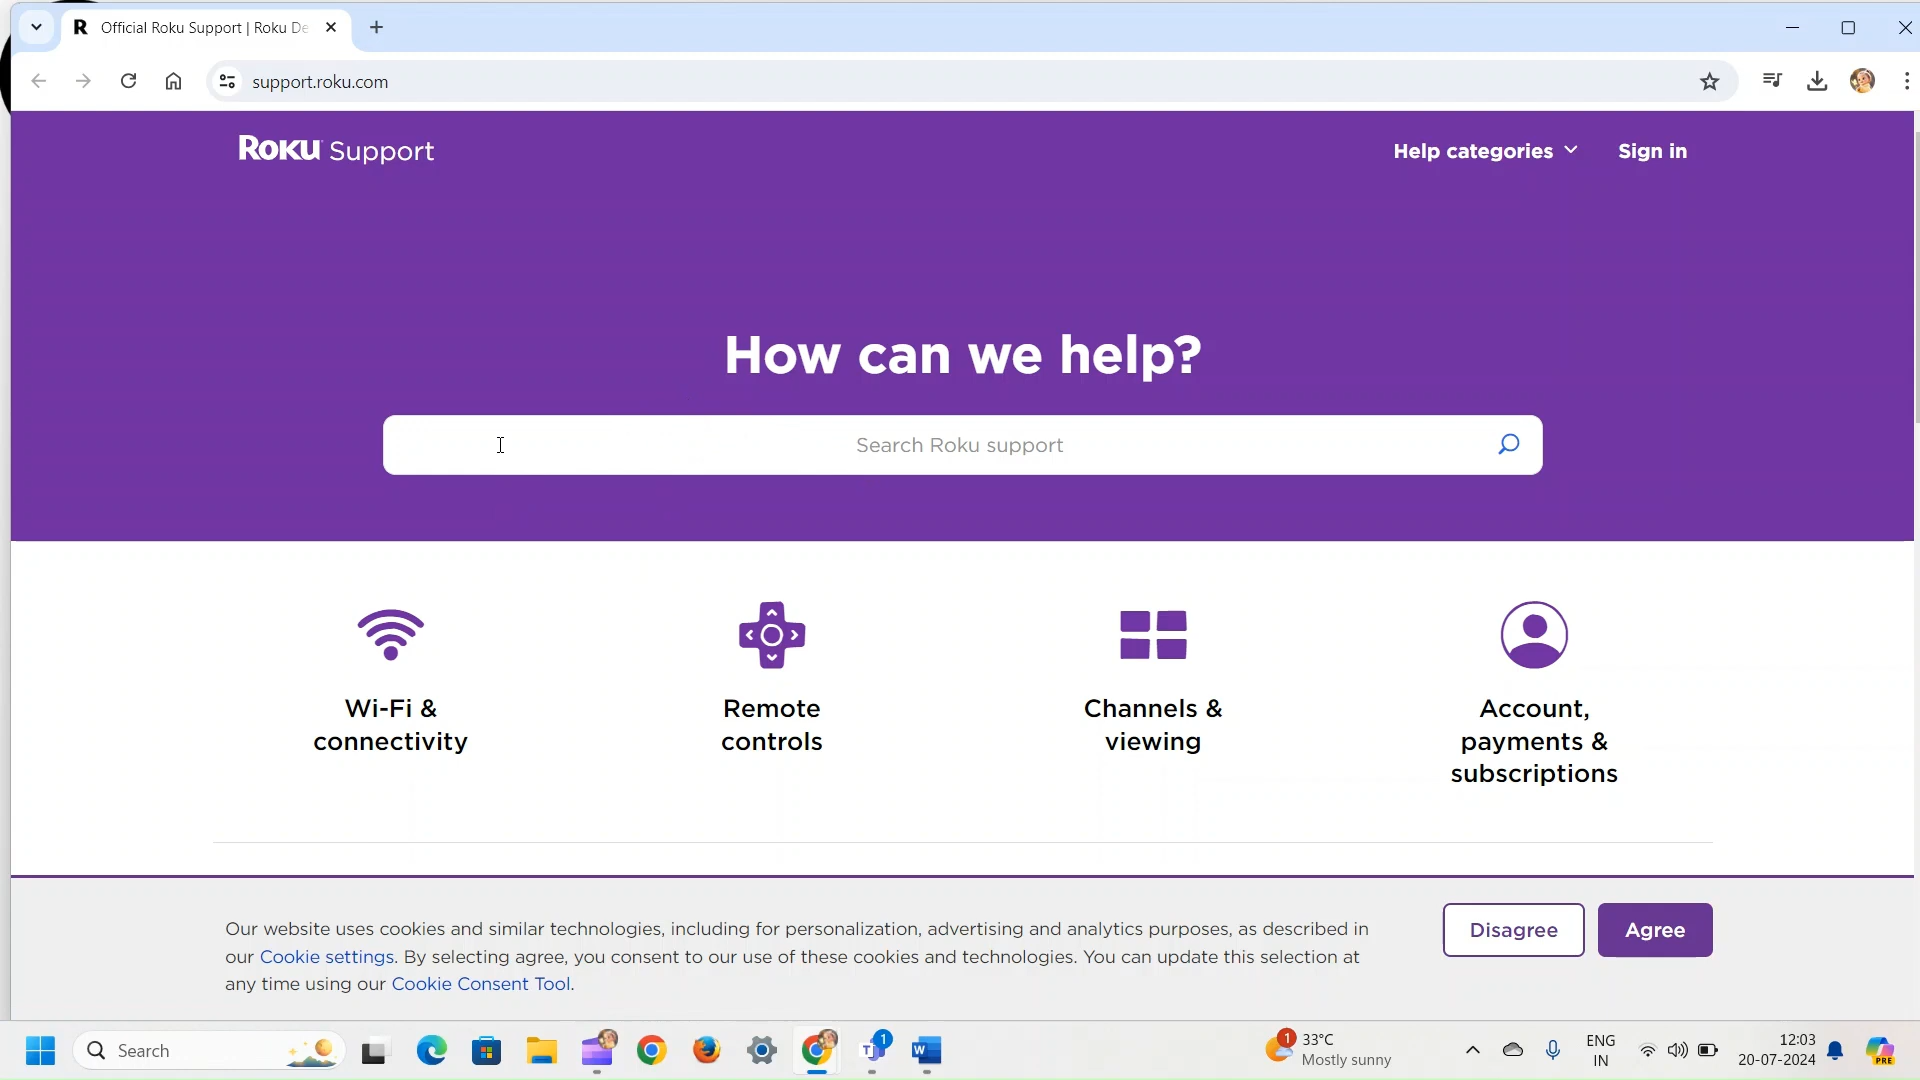 R Official Roku Support | Roku De
support.roku.com
ROKU Support
Help categories
Sign in
How can we help?
Search Roku support
Wi-Fi &
connectivity
Remote
controls
Channels &
viewing
Account,
payments &
subscriptions
Our website uses cookies and similar technologies, including for personalization, advertising and analytics purposes, as described in
our Cookie settings. By selecting agree, you consent to our use of these cookies and technologies. You can update this selection at
any time using our Cookie Consent Tool.
Disagree
Agree
Search
T
1
W
1
33°C
Mostly sunny
ENG
IN
12:03
20-07-2024
PRE